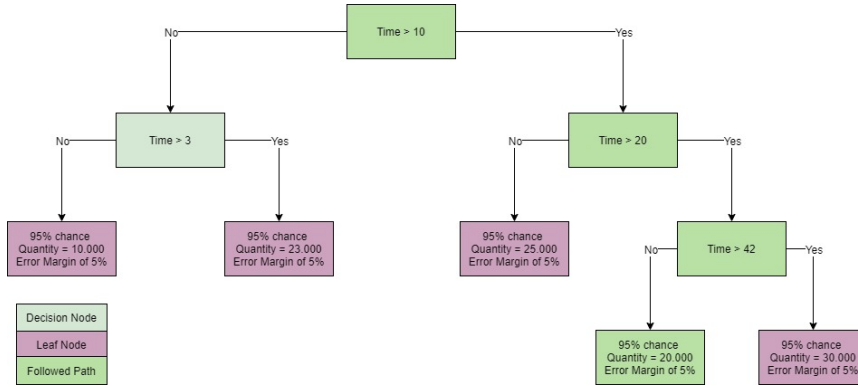 Time > 10
No
Yes
Time > 3
Time > 20
No
Yes
No
Yes
95% chance
Quantity = 10.000
Error Margin of 5%
95% chance
Quantity = 23.000
Error Margin of 5%
95% chance
Quantity = 25.000
Error Margin of 5%
Time > 42
No
Yes
Decision Node
Leaf Node
Followed Path
95% chance
Quantity = 20.000
Error Margin of 5%
95% chance
Quantity = 30.000
Error Margin of 5%